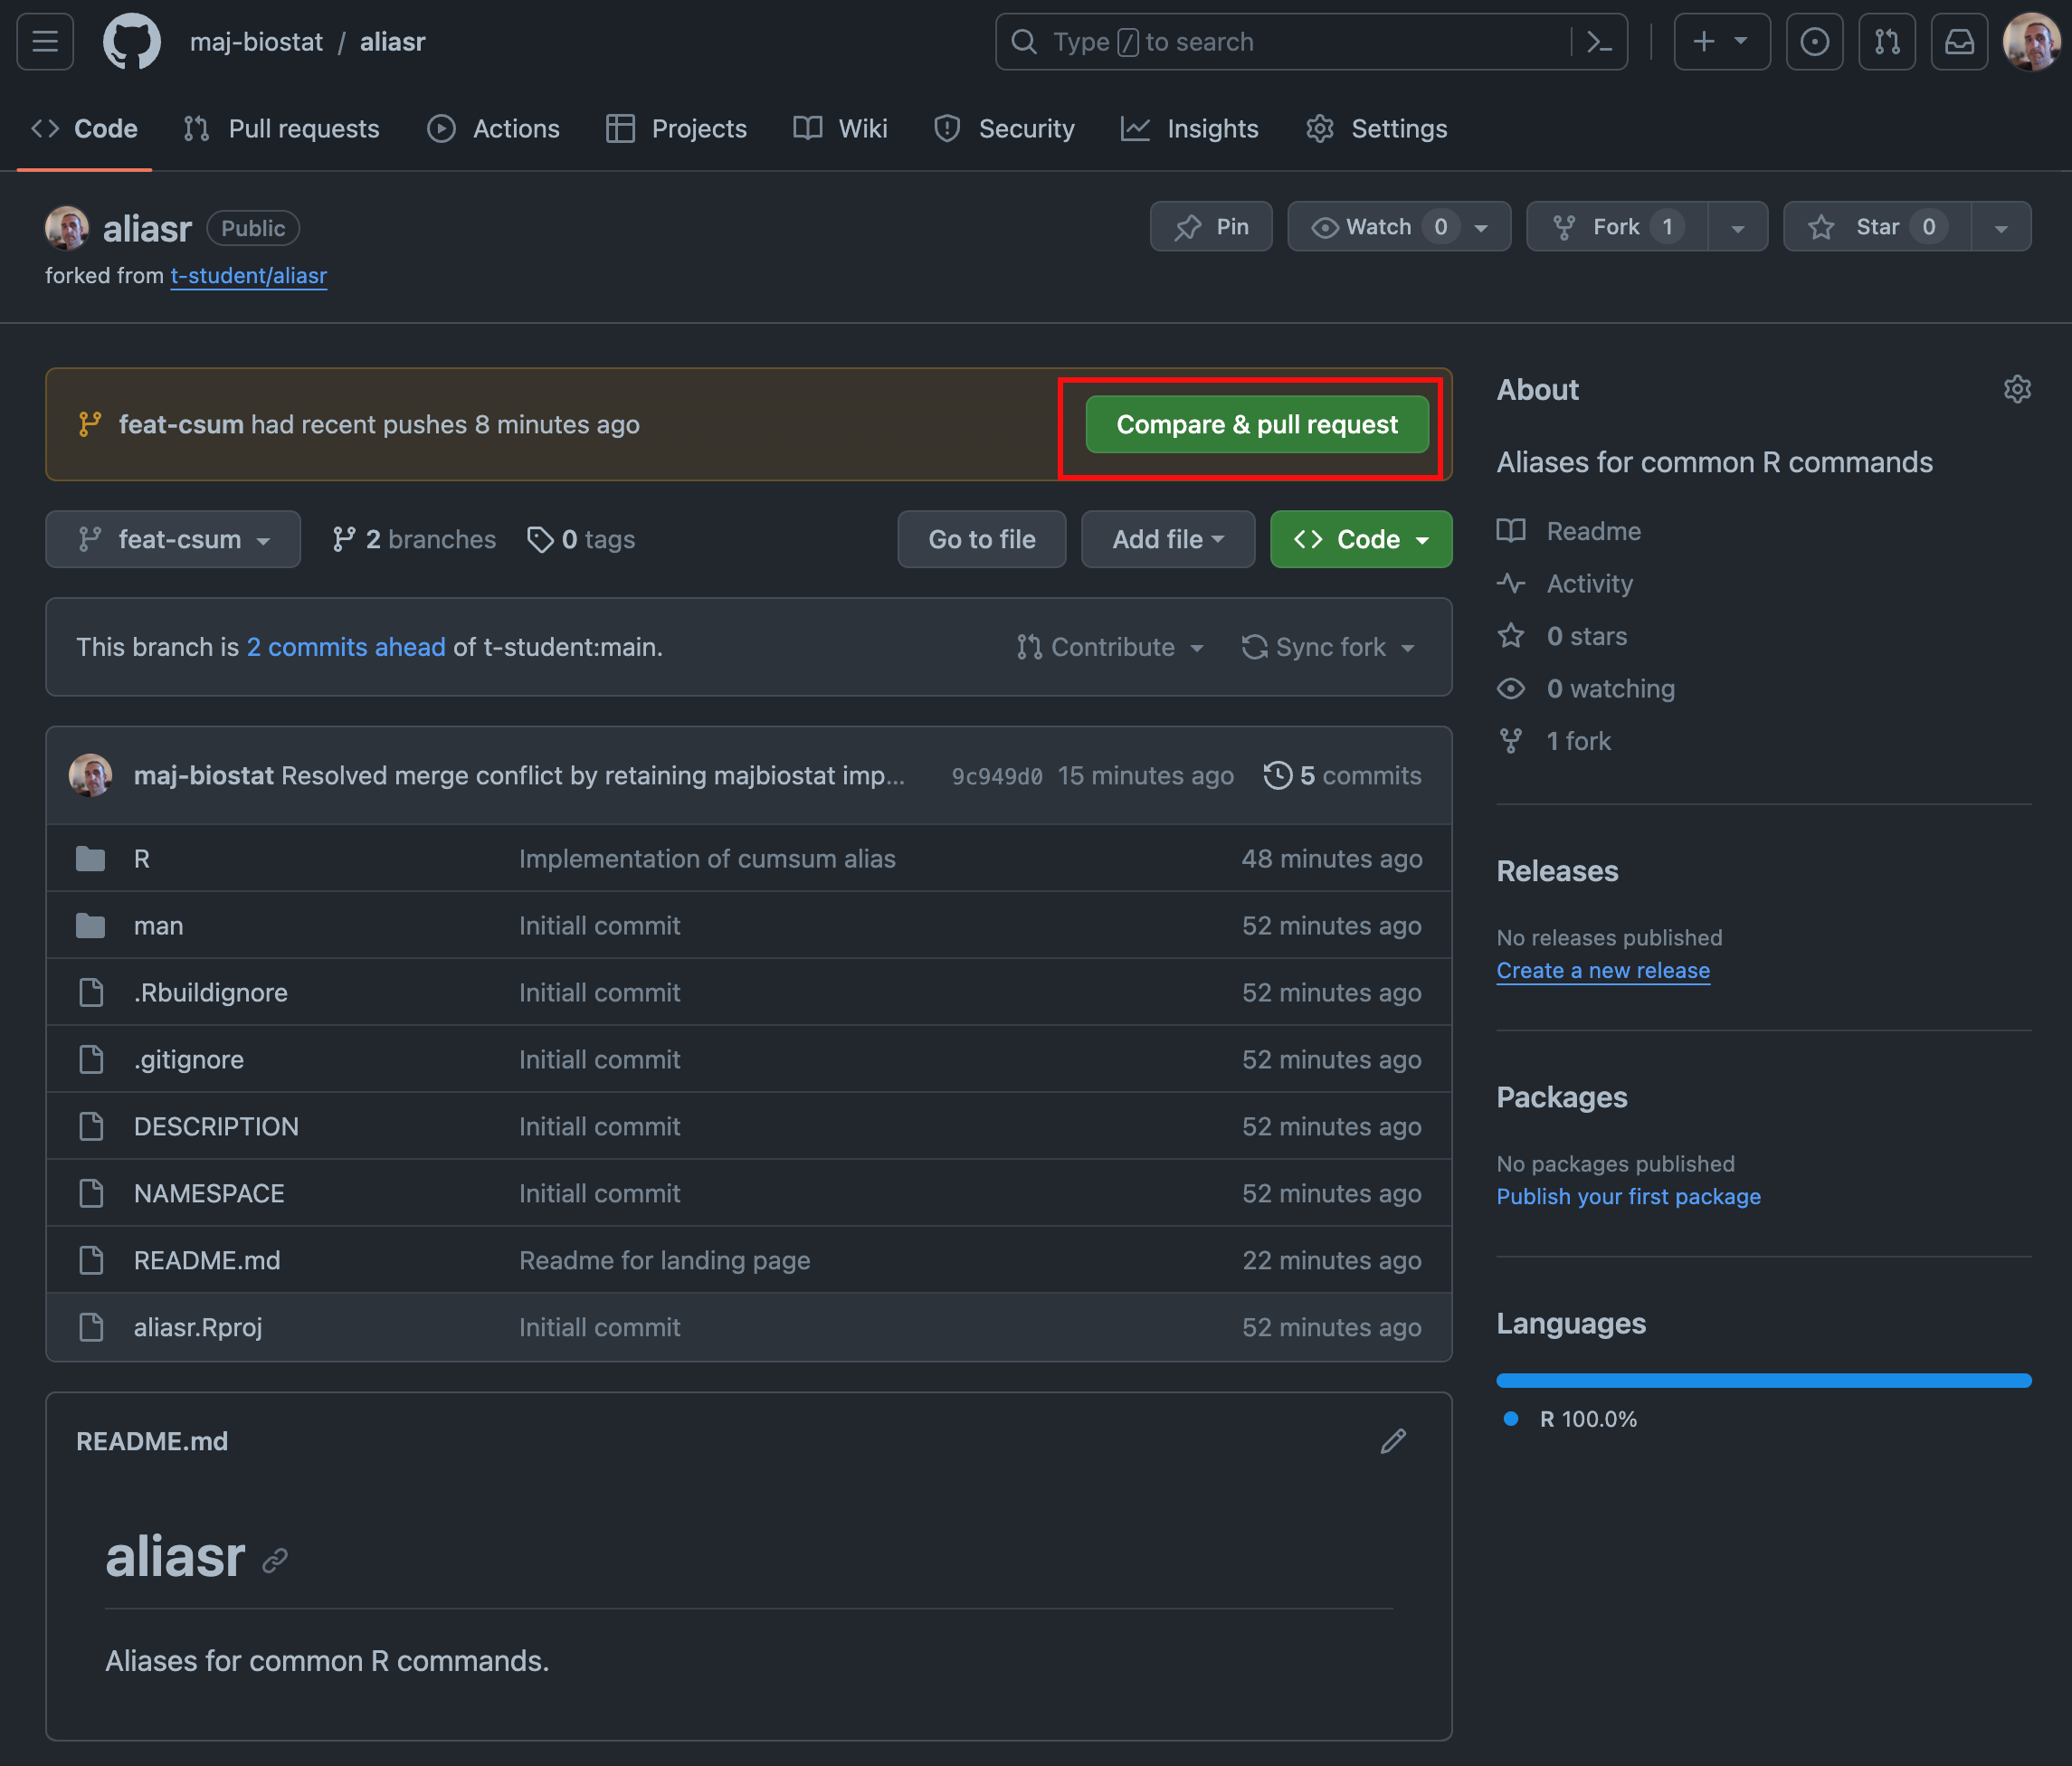 maj-biostat / aliasr
Type / to search
Code Pull requests Actions Projects Wiki Security Insights Settings
aliasr Public
Pin Watch 0 Fork 1 Star 0
forked from t-student/aliasr
feat-csum had recent pushes 8 minutes ago
Compare & pull request
feat-csum 2 branches 0 tags
Go to file Add file Code
This branch is 2 commits ahead of t-student:main.
Contribute Sync fork
maj-biostat Resolved merge conflict by retaining majbiostat imp... 9c949d0 15 minutes ago 5 commits
R Implementation of cumsum alias 48 minutes ago
man Initiall commit 52 minutes ago
.Rbuildignore Initiall commit 52 minutes ago
.gitignore Initiall commit 52 minutes ago
DESCRIPTION Initiall commit 52 minutes ago
NAMESPACE Initiall commit 52 minutes ago
README.md Readme for landing page 22 minutes ago
aliasr.Rproj Initiall commit 52 minutes ago
README.md
aliasr
Aliases for common R commands.
About
Aliases for common R commands
Readme
Activity
0 stars
0 watching
1 fork
Releases
No releases published
Create a new release
Packages
No packages published
Publish your first package
Languages
R 100.0%